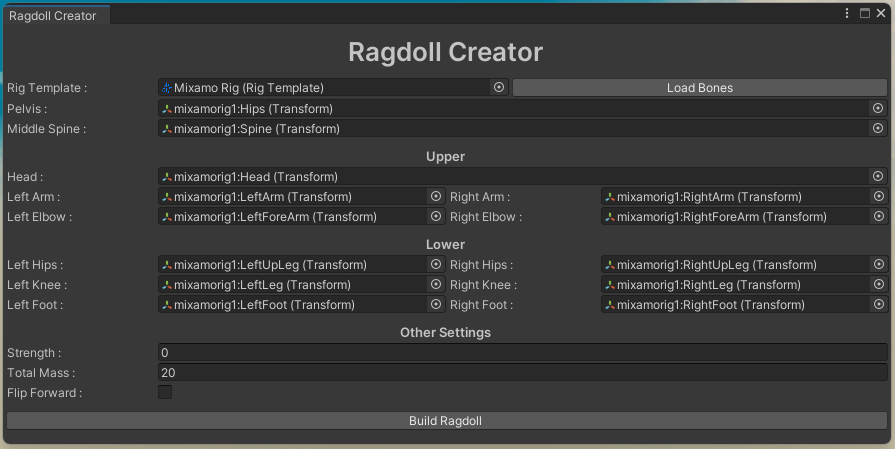 Ragdoll Creator
Ragdoll Creator
Rig Template : Mixamo Rig (Rig Template) Load Bones
Pelvis : mixamorig1:Hips (Transform)
Middle Spine : mixamorig1:Spine (Transform)
Upper
Head : mixamorig1:Head (Transform)
Left Arm : mixamorig1:LeftArm (Transform) Right Arm : mixamorig1:RightArm (Transform)
Left Elbow : mixamorig1:LeftForeArm (Transform) Right Elbow : mixamorig1:RightForeArm (Transform)
Lower
Left Hips : mixamorig1:LeftUpLeg (Transform) Right Hips : mixamorig1:RightUpLeg (Transform)
Left Knee : mixamorig1:LeftLeg (Transform) Right Knee : mixamorig1:RightLeg (Transform)
Left Foot : mixamorig1:LeftFoot (Transform) Right Foot : mixamorig1:RightFoot (Transform)
Other Settings
Strength : 0
Total Mass : 20
Flip Forward :
Build Ragdoll